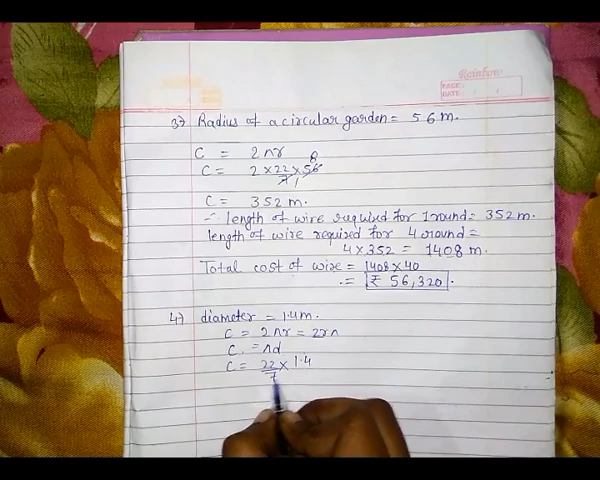 Rainbow
PAGE:
DATE: / /
3) Radius of a circular garden = 56 m.
C = 2πr
C = 2 × 22/7 × 56 8 1
C = 352 m.
∴ length of wire required for 1 round = 352 m.
length of wire required for 4 round =
4 × 352 = 1408 m.
Total cost of wire = 1408 × 40
= ₹ 56,320.
4) diameter = 1.4 m.
C = 2πr = 2rπ
C = πd
C = 22/7 × 1.4